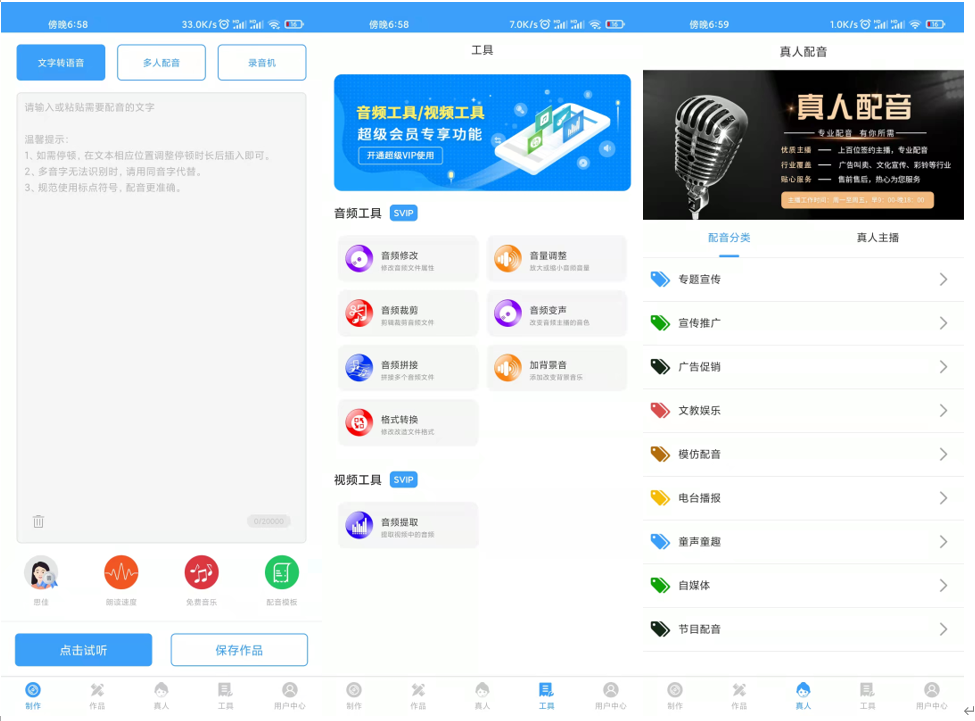 傍晚6:58
33.0K/s
文字转语音
多人配音
录音机
请输入或粘贴需要配音的文字
温馨提示:
1、如需停顿, 在文本相应位置调整停顿时长后插入即可。
2、多音字无法识别时, 请用同音字代替。
3、规范使用标点符号, 配音更准确。
0/20000
思佳
朗读速度
免费音乐
配音模板
点击试听
保存作品
制作
作品
真人
工具
用户中心
傍晚6:58
7.0K/s
工具
音频工具/视频工具
超级会员专享功能
开通超级VIP使用
音频工具
SVIP
音频修改
修改音频文件属性
音量调整
放大或缩小音频音量
音频裁剪
剪辑裁剪音频文件
音频变声
改变音频主播的音色
音频拼接
拼接多个音频文件
加背景音
添加改变背景音乐
格式转换
修改改造文件格式
视频工具
SVIP
音频提取
提取视频中的音频
制作
作品
真人
工具
用户中心
傍晚6:59
1.0K/s
真人配音
真人配音
专业配音 有你所需
优质主播 — 上百位签约主播,专业配音
行业覆盖 — 广告叫卖、文化宣传、彩铃等行业
贴心服务 — 售前售后,热心为您服务
配音分类
真人主播
专题宣传
宣传推广
广告促销
文教娱乐
模仿配音
电台播报
童声童趣
自媒体
节目配音
制作
作品
真人
工具
用户中心